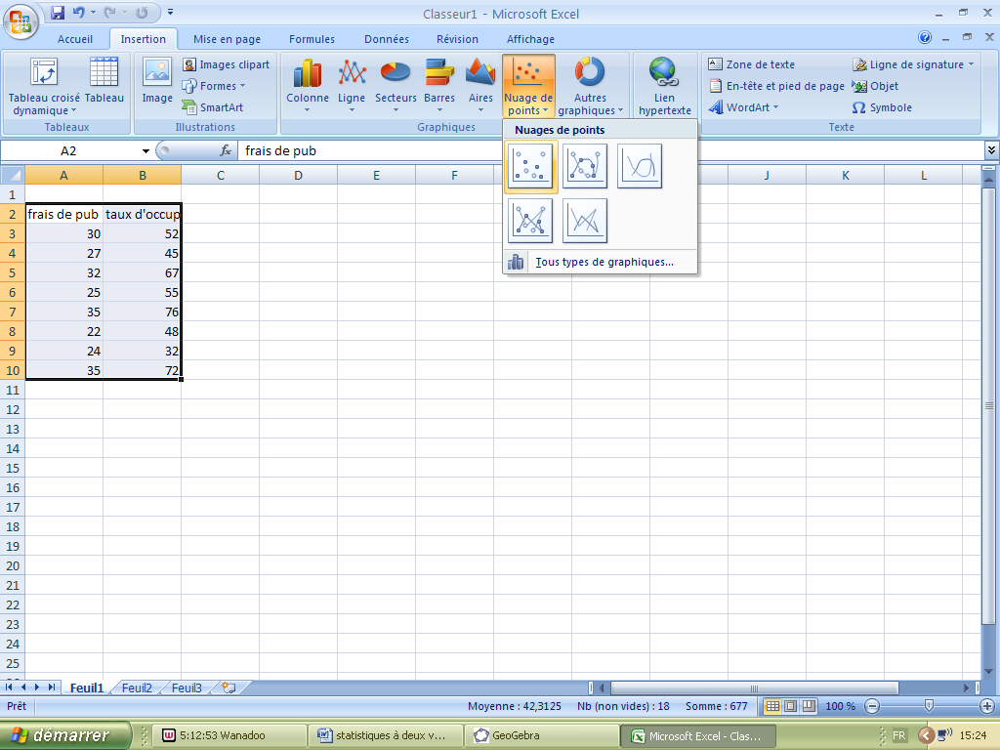 Classeur1 - Microsoft Excel
Accueil Insertion Mise en page Formules Données Révision Affichage
Tableau croisé dynamique
Tableau
Tableaux
Image
Images clipart
Formes
SmartArt
Illustrations
Colonne
Ligne
Secteurs
Barres
Aires
Nuage de points
Autres graphiques
Graphiques
Lien hypertexte
Zone de texte
En-tête et pied de page
WordArt
Ligne de signature
Objet
Symbole
Texte
A2 fx frais de pub
Nuages de points
Tous types de graphiques...
A B C D E F J K L
1
2 frais de pub taux d'occup
3 30 52
4 27 45
5 32 67
6 25 55
7 35 76
8 22 48
9 24 32
10 35 72
11
12
13
14
15
16
17
18
19
20
21
22
23
24
25
Feuil1 Feuil2 Feuil3
Prêt Moyenne : 42,3125 Nb (non vides) : 18 Somme : 677 100 %
démarrer 5:12:53 Wanadoo statistiques à deux v... GeoGebra Microsoft Excel - Clas... FR 15:24